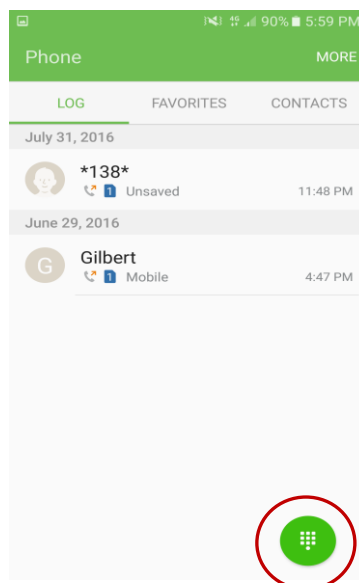 4G 90% 5:59 PM
Phone MORE
LOG FAVORITES CONTACTS
July 31, 2016
*138*
1 Unsaved 11:48 PM
June 29, 2016
G Gilbert
1 Mobile 4:47 PM